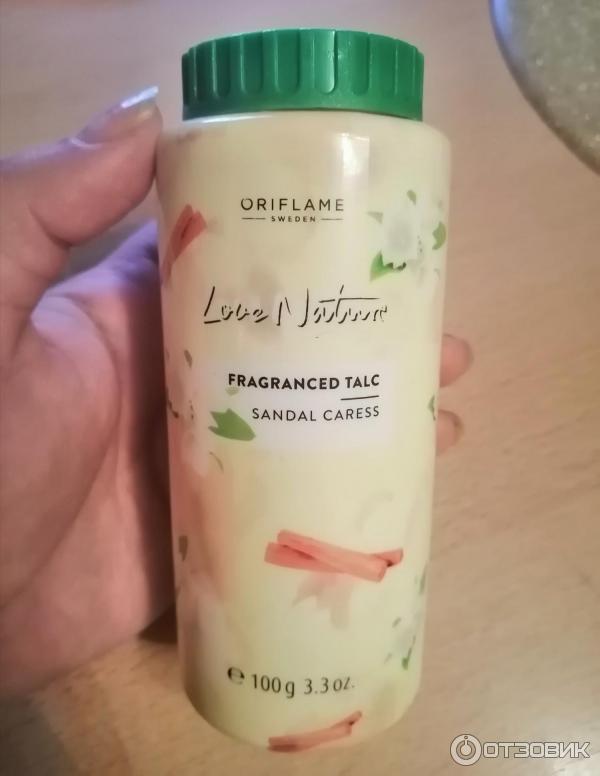 ORIFLAME
SWEDEN
Love Nature
FRAGRANCED TALC
SANDAL CARESS
e 100g 3.3 oz.
ОТЗОВИК